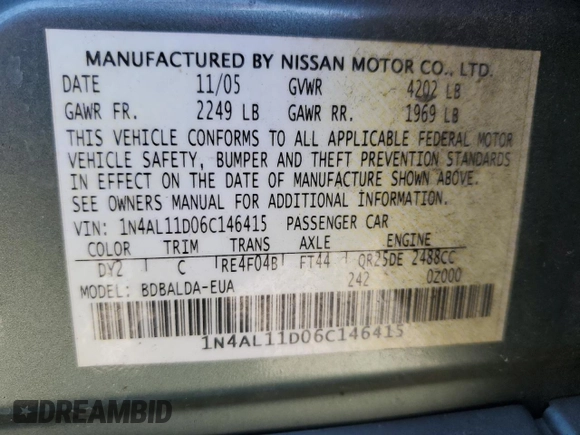 MANUFACTURED BY NISSAN MOTOR CO., LTD.
DATE 11/05 GVWR 4202 LB
GAWR FR. 2249 LB GAWR RR. 1969 LB
THIS VEHICLE CONFORMS TO ALL APPLICABLE FEDERAL MOTOR
VEHICLE SAFETY, BUMPER AND THEFT PREVENTION STANDARDS
IN EFFECT ON THE DATE OF MANUFACTURE SHOWN ABOVE.
SEE OWNERS MANUAL FOR ADDITIONAL INFORMATION.
VIN: 1N4AL11D06C146415 PASSENGER CAR
COLOR TRIM TRANS AXLE ENGINE
DY2 C RE4F04B FT44 QR25DE 2488CC
MODEL: BDBALDA-EUA 242 0Z000
1N4AL11D06C146415
DREAMBID